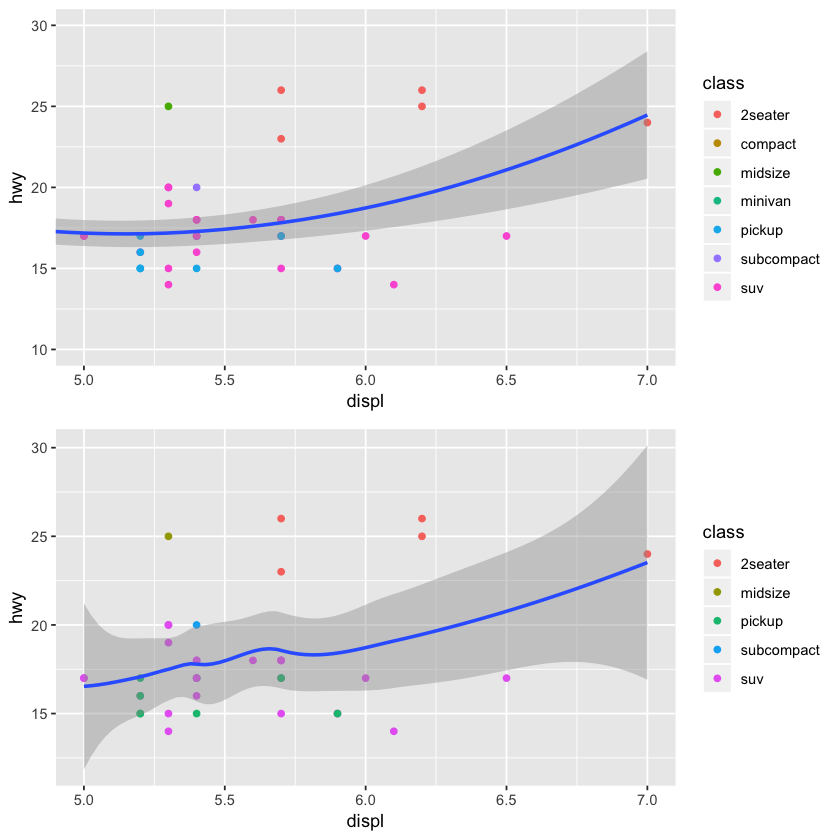 30
25
20
15
10
hwy
5.0 5.5 6.0 6.5 7.0
displ
class
2seater
compact
midsize
minivan
pickup
subcompact
suv
30
25
20
15
hwy
5.0 5.5 6.0 6.5 7.0
displ
class
2seater
midsize
pickup
subcompact
suv